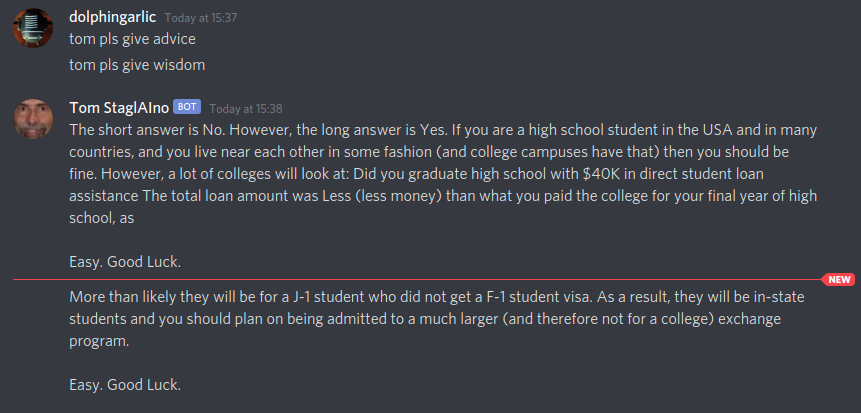 dolphingarlic Today at 15:37
tom pls give advice
tom pls give wisdom
Tom StaglAIno BOT Today at 15:38
The short answer is No. However, the long answer is Yes. If you are a high school student in the USA and in many
countries, and you live near each other in some fashion (and college campuses have that) then you should be
fine. However, a lot of colleges will look at: Did you graduate high school with $40K in direct student loan
assistance The total loan amount was Less (less money) than what you paid the college for your final year of high
school, as
Easy. Good Luck.
NEW
More than likely they will be for a J-1 student who did not get a F-1 student visa. As a result, they will be in-state
students and you should plan on being admitted to a much larger (and therefore not for a college) exchange
program.
Easy. Good Luck.